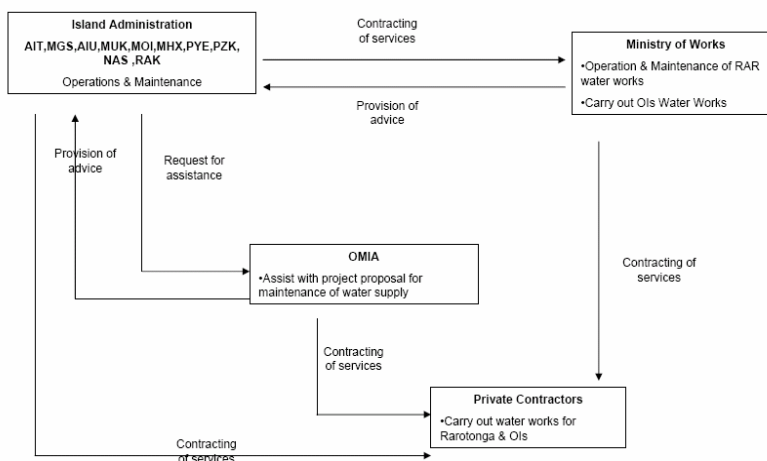 Island Administration
AIT,MGS,AIU,MUK,MOI,MHX,PYE,PZK,
NAS ,RAK
Operations & Maintenance
Contracting
of services
Ministry of Works
•Operation & Maintenance of RAR
water works
•Carry out OIs Water Works
Provision of
advice
Provision of
advice
Request for
assistance
OMIA
•Assist with project proposal for
maintenance of water supply
Contracting of
services
Contracting
of services
Private Contractors
•Carry out water works for
Rarotonga & OIs
Contracting
of services